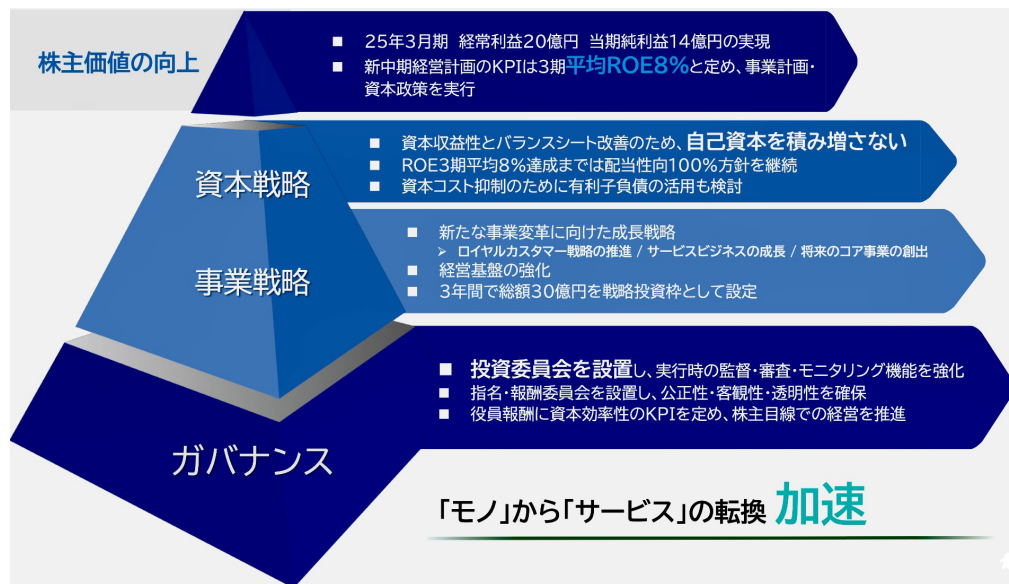 株主価値の向上
■ 25年3月期 経常利益20億円 当期純利益14億円の実現
■ 新中期経営計画のKPIは3期平均ROE8%と定め、事業計画・
資本政策を実行
資本戦略
■ 資本収益性とバランスシート改善のため、自己資本を積み増さない
■ ROE3期平均8%達成までは配当性向100%方針を継続
■ 資本コスト抑制のために有利子負債の活用も検討
事業戦略
■ 新たな事業変革に向けた成長戦略
➢ ロイヤルカスタマー戦略の推進 / サービスビジネスの成長 / 将来のコア事業の創出
■ 経営基盤の強化
■ 3年間で総額30億円を戦略投資枠として設定
ガバナンス
■ 投資委員会を設置し、実行時の監督・審査・モニタリング機能を強化
■ 指名・報酬委員会を設置し、公正性・客観性・透明性を確保
■ 役員報酬に資本効率性のKPIを定め、株主目線での経営を推進
「モノ」から「サービス」の転換 加速